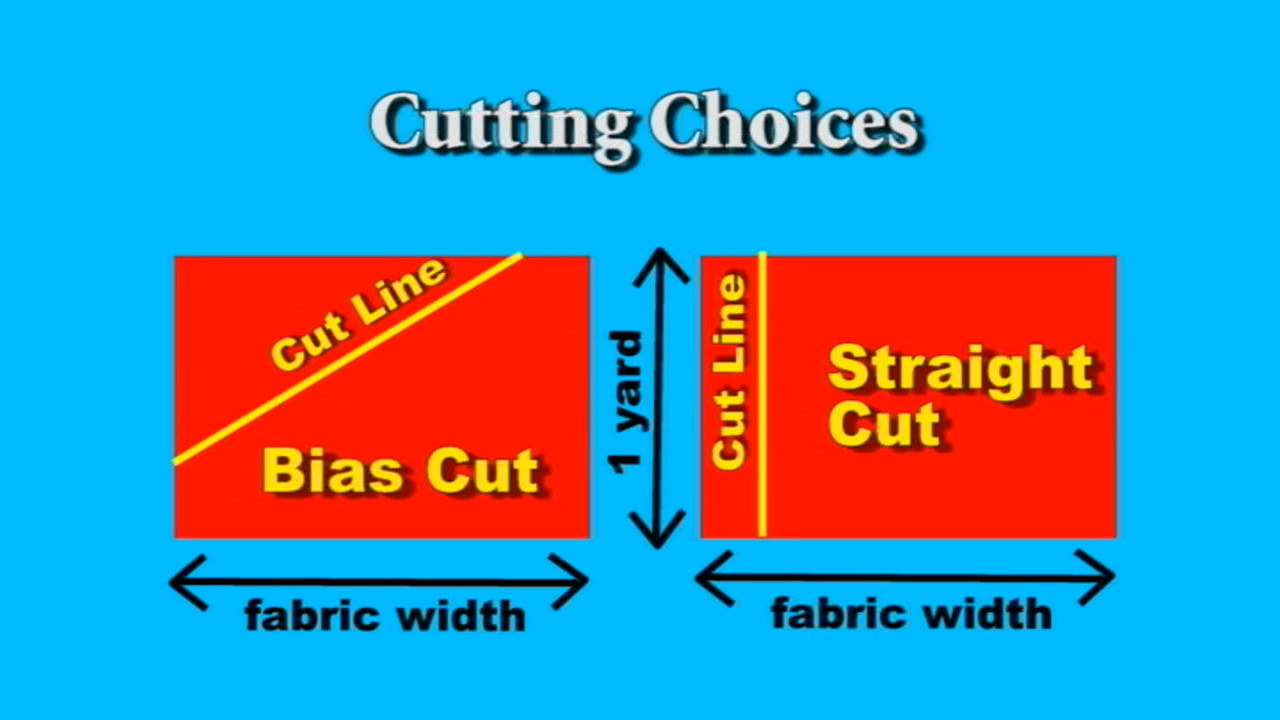 Cutting Choices
Cut Line
Bias Cut
fabric width
1 yard
Cut Line
Straight
Cut
fabric width